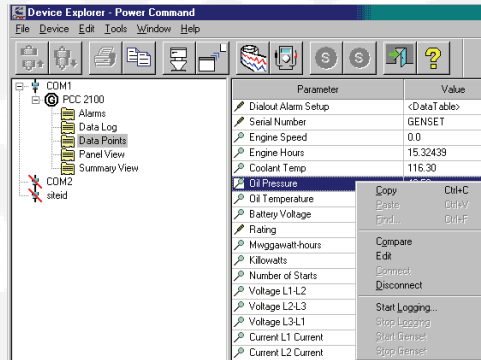 Device Explorer - Power Command
File Device Edit Tools Window Help
COM1
PCC 2100
Alarms
Data Log
Data Points
Panel View
Summary View
COM2
siteid
Parameter Value
Dialout Alarm Setup <DataTable>
Serial Number GENSET
Engine Speed 0.0
Engine Hours 15.32439
Coolant Temp 116.30
Oil Pressure
Oil Temperature
Battery Voltage
Rating
Mwggawatt-hours
Killowatts
Number of Starts
Voltage L1-L2
Voltage L2-L3
Voltage L3-L1
Current L1 Current
Current L2 Current
Copy Ctrl+C
Paste Ctrl+V
Find... Ctrl+F
Compare
Edit
Connect
Disconnect
Start Logging...
Stop Logging
Start Genset
Stop Genset